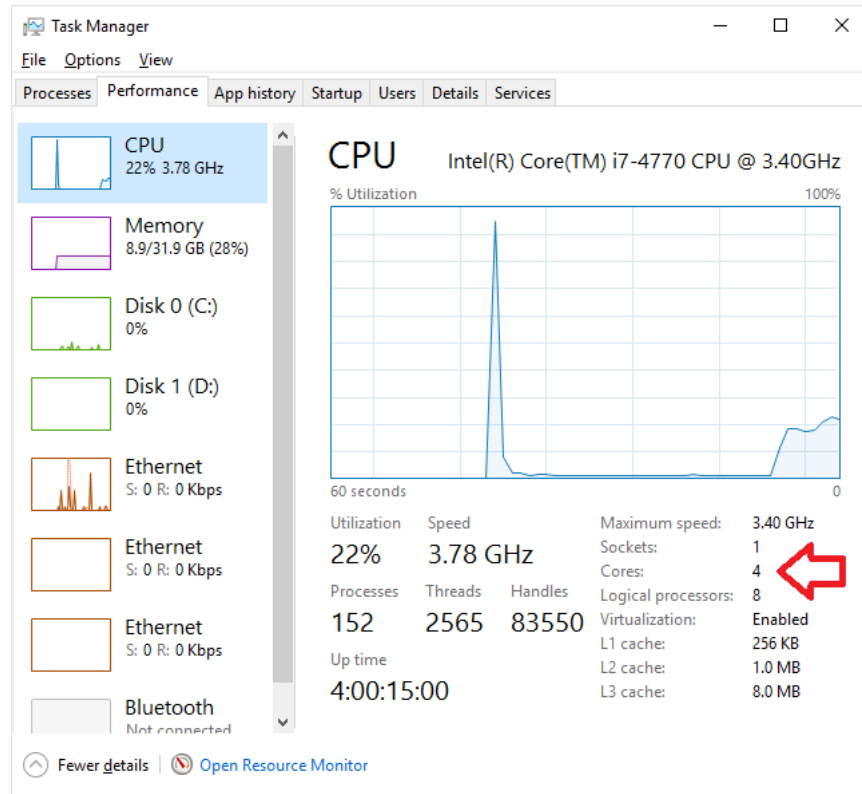 Task Manager
File Options View
Processes Performance App history Startup Users Details Services
CPU
22% 3.78 GHz
Memory
8.9/31.9 GB (28%)
Disk 0 (C:)
0%
Disk 1 (D:)
0%
Ethernet
S: 0 R: 0 Kbps
Ethernet
S: 0 R: 0 Kbps
Ethernet
S: 0 R: 0 Kbps
Bluetooth
Not connected
CPU Intel(R) Core(TM) i7-4770 CPU @ 3.40GHz
% Utilization 100%
60 seconds 0
Utilization Speed
22% 3.78 GHz
Processes Threads Handles
152 2565 83550
Up time
4:00:15:00
Maximum speed: 3.40 GHz
Sockets: 1
Cores: 4
Logical processors: 8
Virtualization: Enabled
L1 cache: 256 KB
L2 cache: 1.0 MB
L3 cache: 8.0 MB
Fewer details Open Resource Monitor